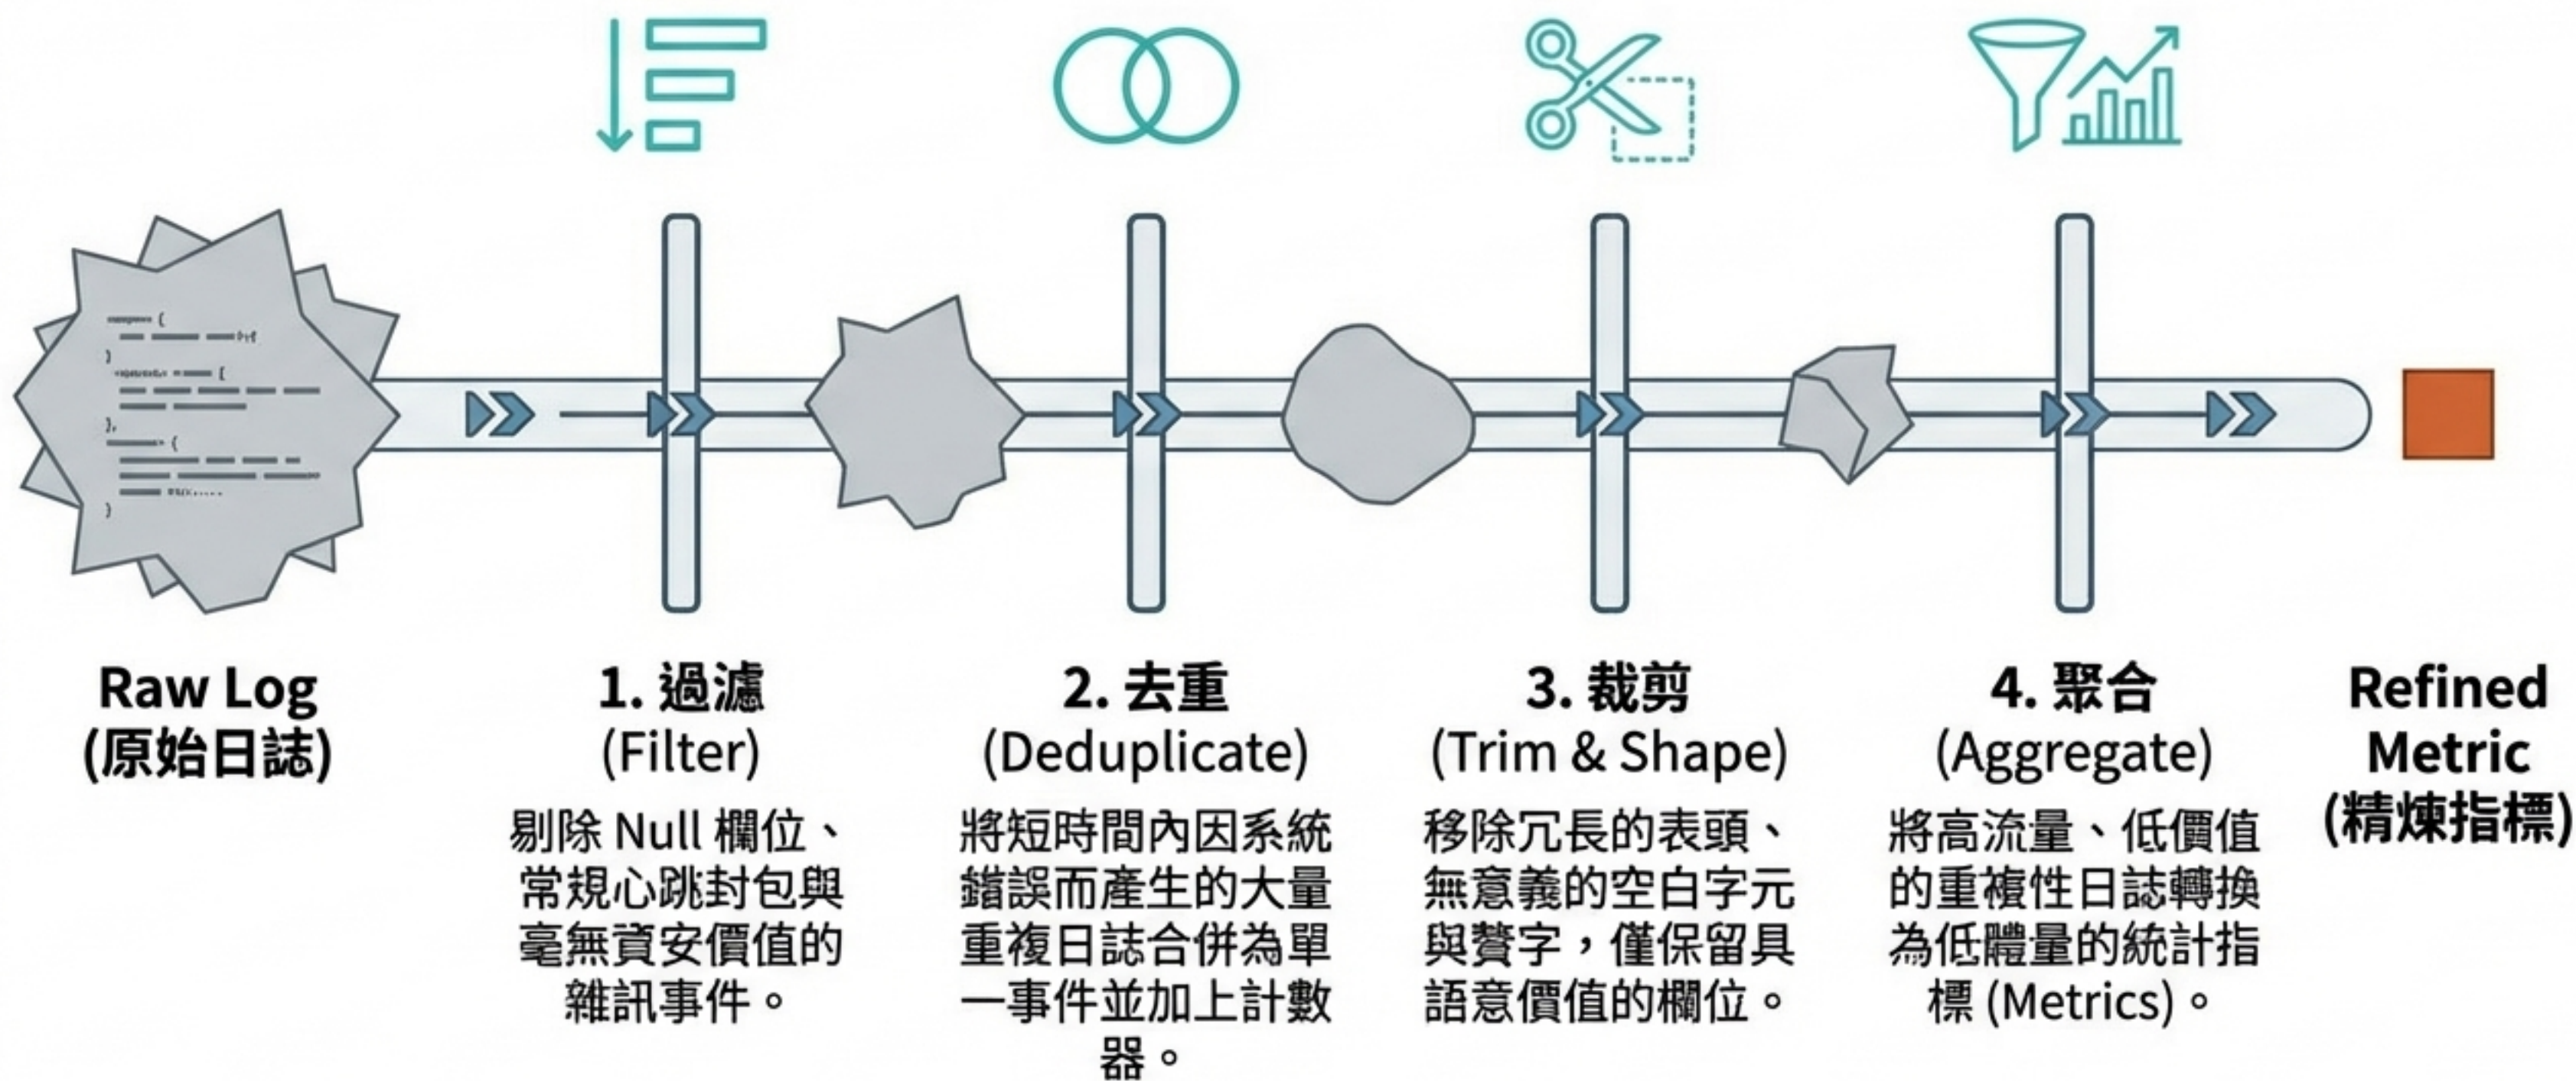 Raw Log
(原始日誌)
1. 過濾
(Filter)
剔除 Null 欄位、
常規心跳封包與
毫無資安價值的
雜訊事件。
2. 去重
(Deduplicate)
將短時間內因系統
錯誤而產生的大量
重複日誌合併為單
一事件並加上計數
器。
3. 裁剪
(Trim & Shape)
移除冗長的表頭、
無意義的空白字元
與贅字，僅保留具
語意價值的欄位。
4. 聚合
(Aggregate)
將高流量、低價值
的重複性日誌轉換
為低體量的統計指
標 (Metrics)。
Refined
Metric
(精煉指標)